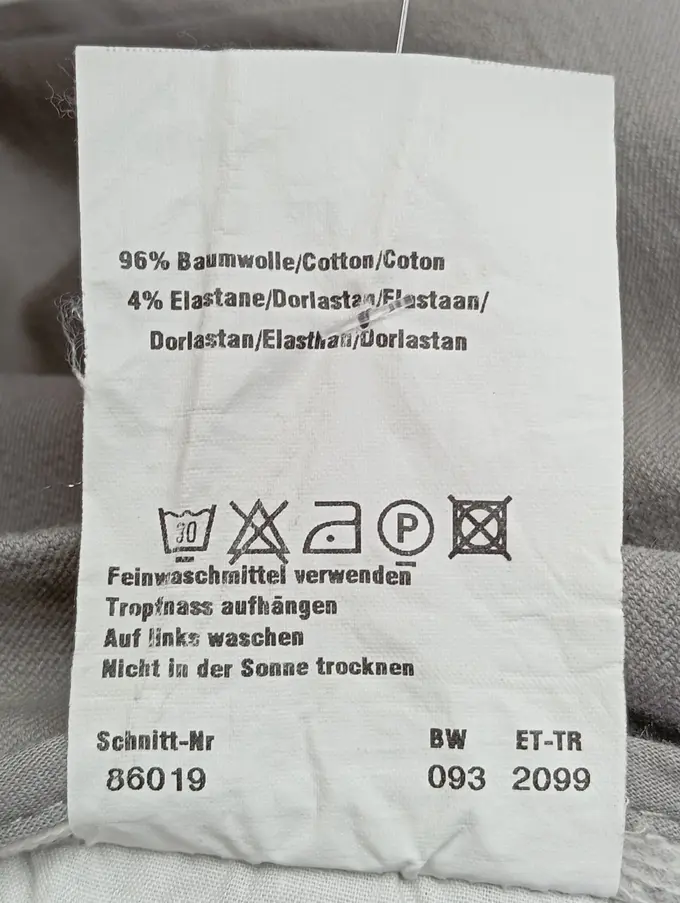 96% Baumwolle/Cotton/Coton
4% Elastane/Dorlastan/Elastaan/
Dorlastan/Elasthan/Dorlastan
30 P
Feinwaschmittel verwenden
Tropfnass aufhängen
Auf links waschen
Nicht in der Sonne trocknen
Schnitt-Nr BW ET-TR
86019 093 2099